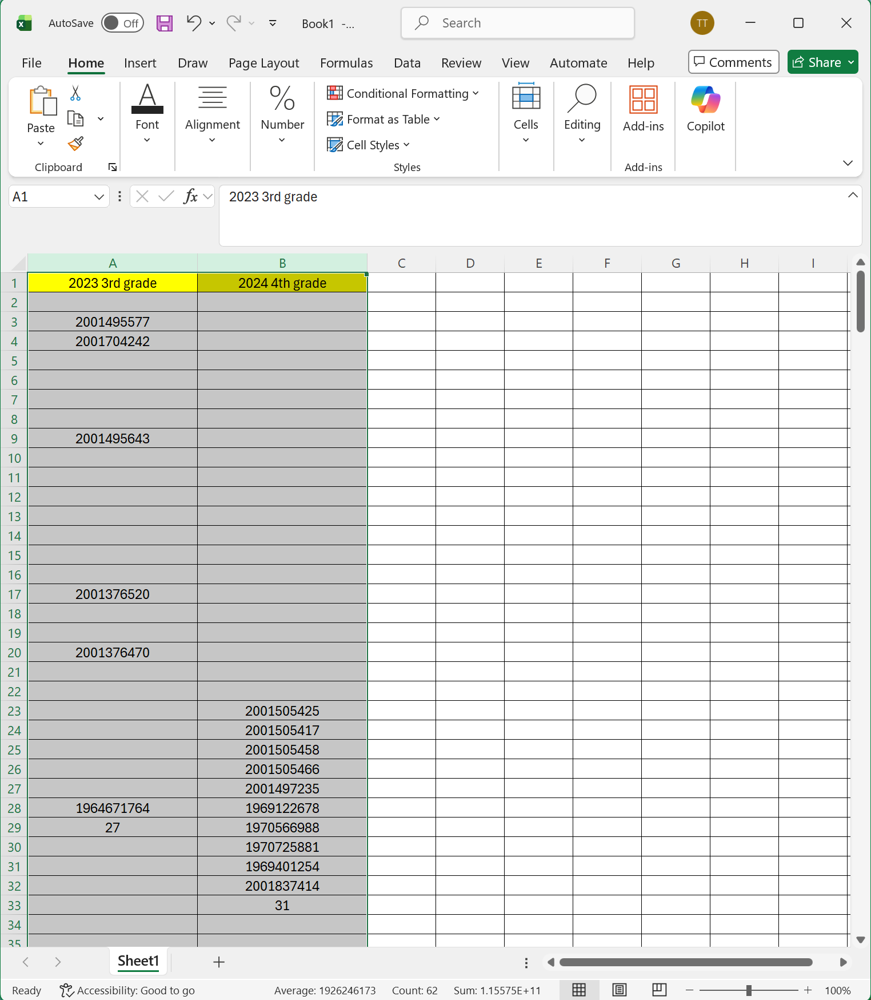 AutoSave Off Book1 -... Search TT
File Home Insert Draw Page Layout Formulas Data Review View Automate Help Comments Share
Paste
Clipboard
Font
Alignment
Number
Conditional Formatting
Format as Table
Cell Styles
Styles
Cells
Editing
Add-ins
Add-ins
Copilot
A1 fx 2023 3rd grade
A B C D E F G H I
1 2023 3rd grade 2024 4th grade
2
3 2001495577
4 2001704242
5
6
7
8
9 2001495643
10
11
12
13
14
15
16
17 2001376520
18
19
20 2001376470
21
22
23 2001505425
24 2001505417
25 2001505458
26 2001505466
27 2001497235
28 1964671764 1969122678
29 27 1970566988
30 1970725881
31 1969401254
32 2001837414
33 31
34
35
Sheet1
Ready Accessibility: Good to go Average: 1926246173 Count: 62 Sum: 1.15575E+11 100%